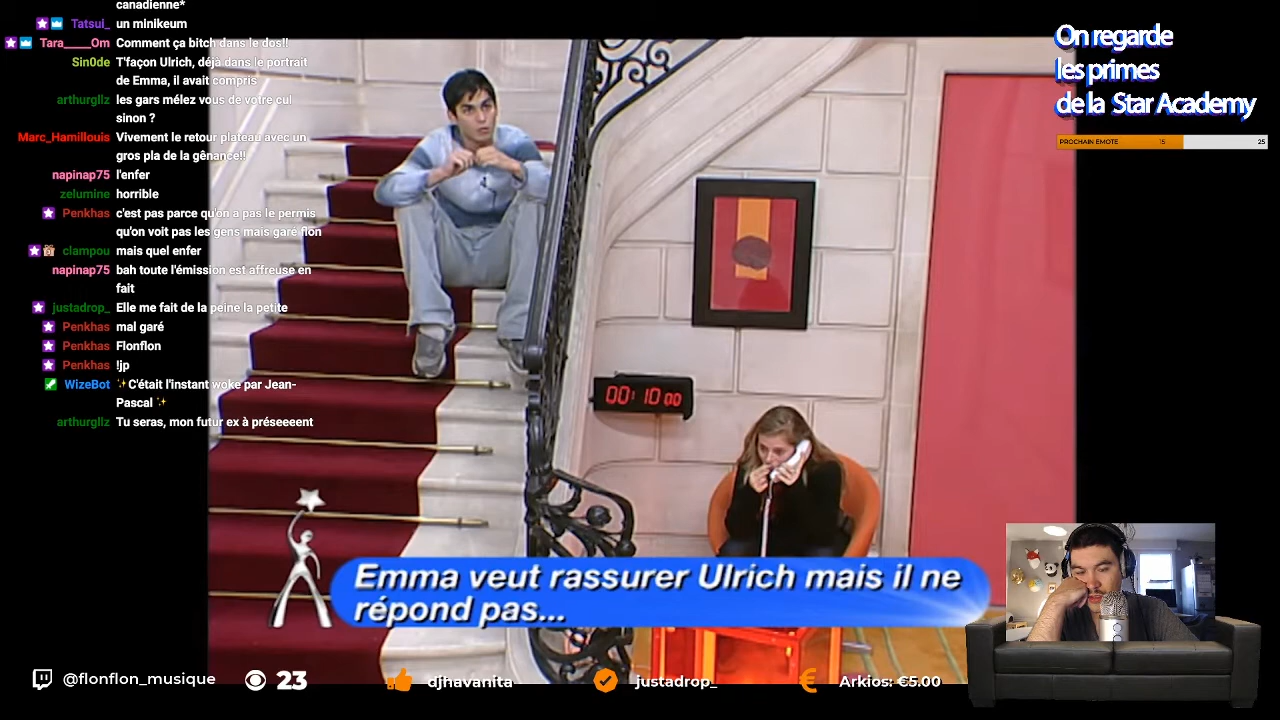 canadienne*
Tatsui_ un minikeum
Tara_____Om Comment ça bitch dans le dos!!
Sin0de T'façon Ulrich, déjà dans le portrait
de Emma, il avait compris
arthurgllz les gars mélez vous de votre cul
sinon ?
Marc_Hamillouis Vivement le retour plateau avec un
gros pla de la gênance!!
napinap75 l'enfer
zelumine horrible
Penkhas c'est pas parce qu'on a pas le permis
qu'on voit pas les gens mais garé flon
clampou mais quel enfer
napinap75 bah toute l'émission est affreuse en
fait
justadrop_ Elle me fait de la peine la petite
Penkhas mal garé
Penkhas Flonflon
Penkhas !jp
WizeBot ✨C'était l'instant woke par Jean-
Pascal ✨
arthurgllz Tu seras, mon futur ex à préseeeent
On regarde
les primes
de la Star Academy
PROCHAIN EMOTE 15 25
00:10 00
Emma veut rassurer Ulrich mais il ne
répond pas...
@flonflon_musique 23 djhavanita justadrop_ Arkios: €5.00